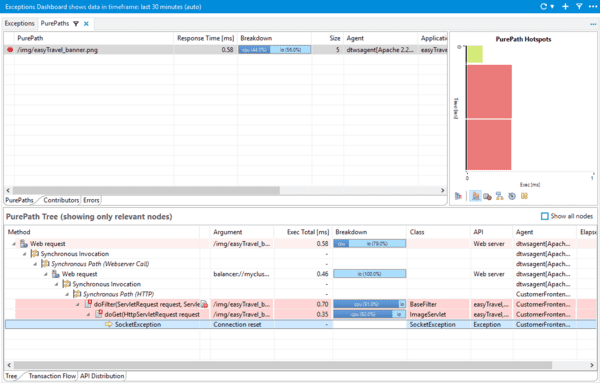 Exceptions Dashboard shows data in timeframe: last 30 minutes (auto)
Exceptions PurePaths
PurePath Response Time [ms] Breakdown Size Agent Application
/img/easyTravel_banner.png 0.58 cpu (44.0%) io (56.0%) 5 dtwsagent[Apache 2.2... easyTravel
PurePaths Contributors Errors
PurePath Hotspots
Time [ms]
0
1
Exec [ms]
PurePath Tree (showing only relevant nodes)
Show all nodes
Method Argument Exec Total [ms] Breakdown Class API Agent Elapse
Web request /img/easyTravel_b... 0.58 cpu io (79.0%) Web server dtwsagent[Apach...
Synchronous Invocation - dtwsagent[Apach...
Synchronous Path (Webserver Call) - dtwsagent[Apach...
Web request balancer://myclus... 0.46 io (100.0%) Web server dtwsagent[Apach...
Synchronous Invocation - dtwsagent[Apach...
Synchronous Path (HTTP) - CustomerFronten...
doFilter(ServletRequest request, Servle /img/easyTravel_b... 0.70 cpu (91.0%) io BaseFilter easyTravel, CustomerFronten...
doGet(HttpServletRequest request /img/easyTravel_b... 0.35 cpu (82.0%) io ImageServlet easyTravel, CustomerFronten...
SocketException Connection reset - SocketException Exception CustomerFronten...
Tree Transaction Flow API Distribution